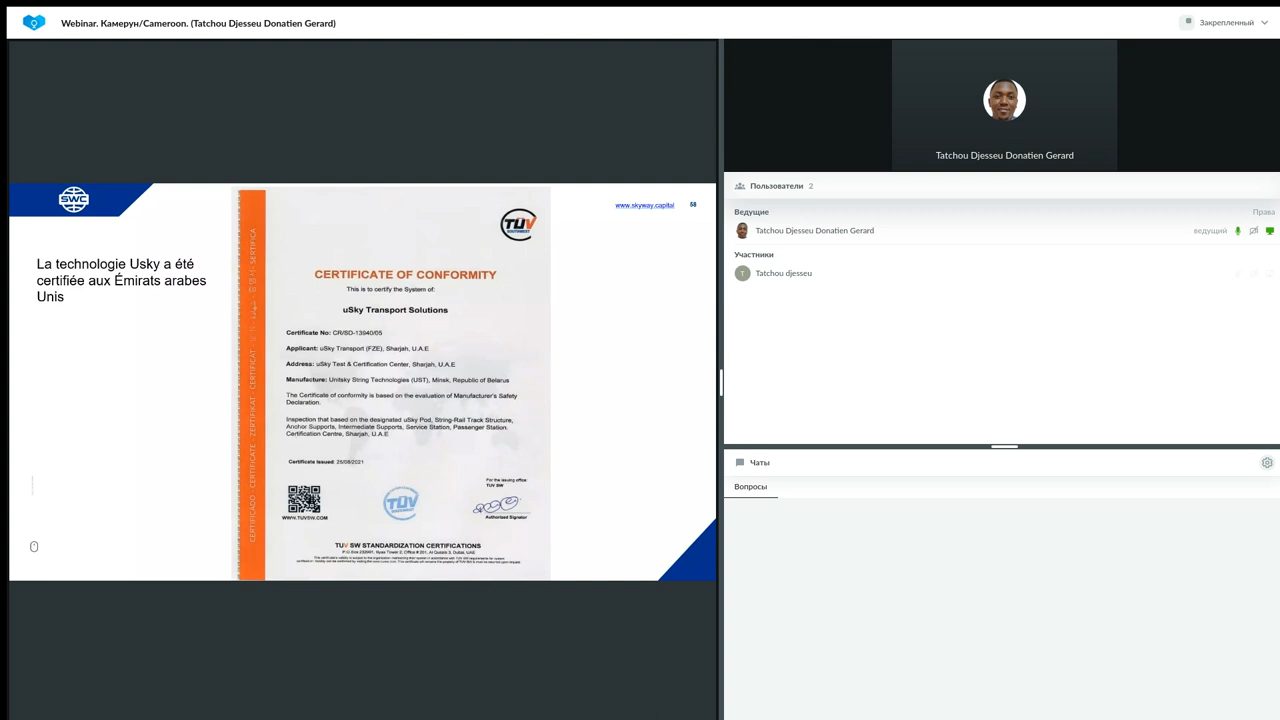 Webinar. Камерун/Cameroon. (Tatchou Djesseu Donatien Gerard)
Закрепленный
SWC
La technologie Usky a été
certifiée aux Émirats arabes
Unis
www.skyway.capital
58
TÜV
SOUTHWEST
CERTIFICATE OF CONFORMITY
This is to certify the System of:
uSky Transport Solutions
Certificate No: CR/BD-13940/05
Applicant: uSky Transport (FZE), Sharjah, U.A.E
Address: uSky Test & Certification Center, Sharjah, U.A.E
Manufacture: Unitsky String Technologies (UST), Minsk, Republic of Belarus
The Certificate of conformity is based on the evaluation of Manufacturer's Safety
Declaration.
Inspection that based on the designated uSky Pod, String-Rail Track Structure,
Anchor Supports, Intermediate Supports, Service Station, Passenger Station.
Certification Centre, Sharjah, U.A.E
Certificate Issued: 25/08/2021
For the issuing office:
TUV SW
WWW.TUVSW.COM
TÜV
Authorised Signator
TUV SW STANDARDIZATION CERTIFICATIONS
Tatchou Djesseu Donatien Gerard
Пользователи 2
Ведущие
Права
Tatchou Djesseu Donatien Gerard
ведущий
Участники
T
Tatchou djesseu
Чаты
Вопросы